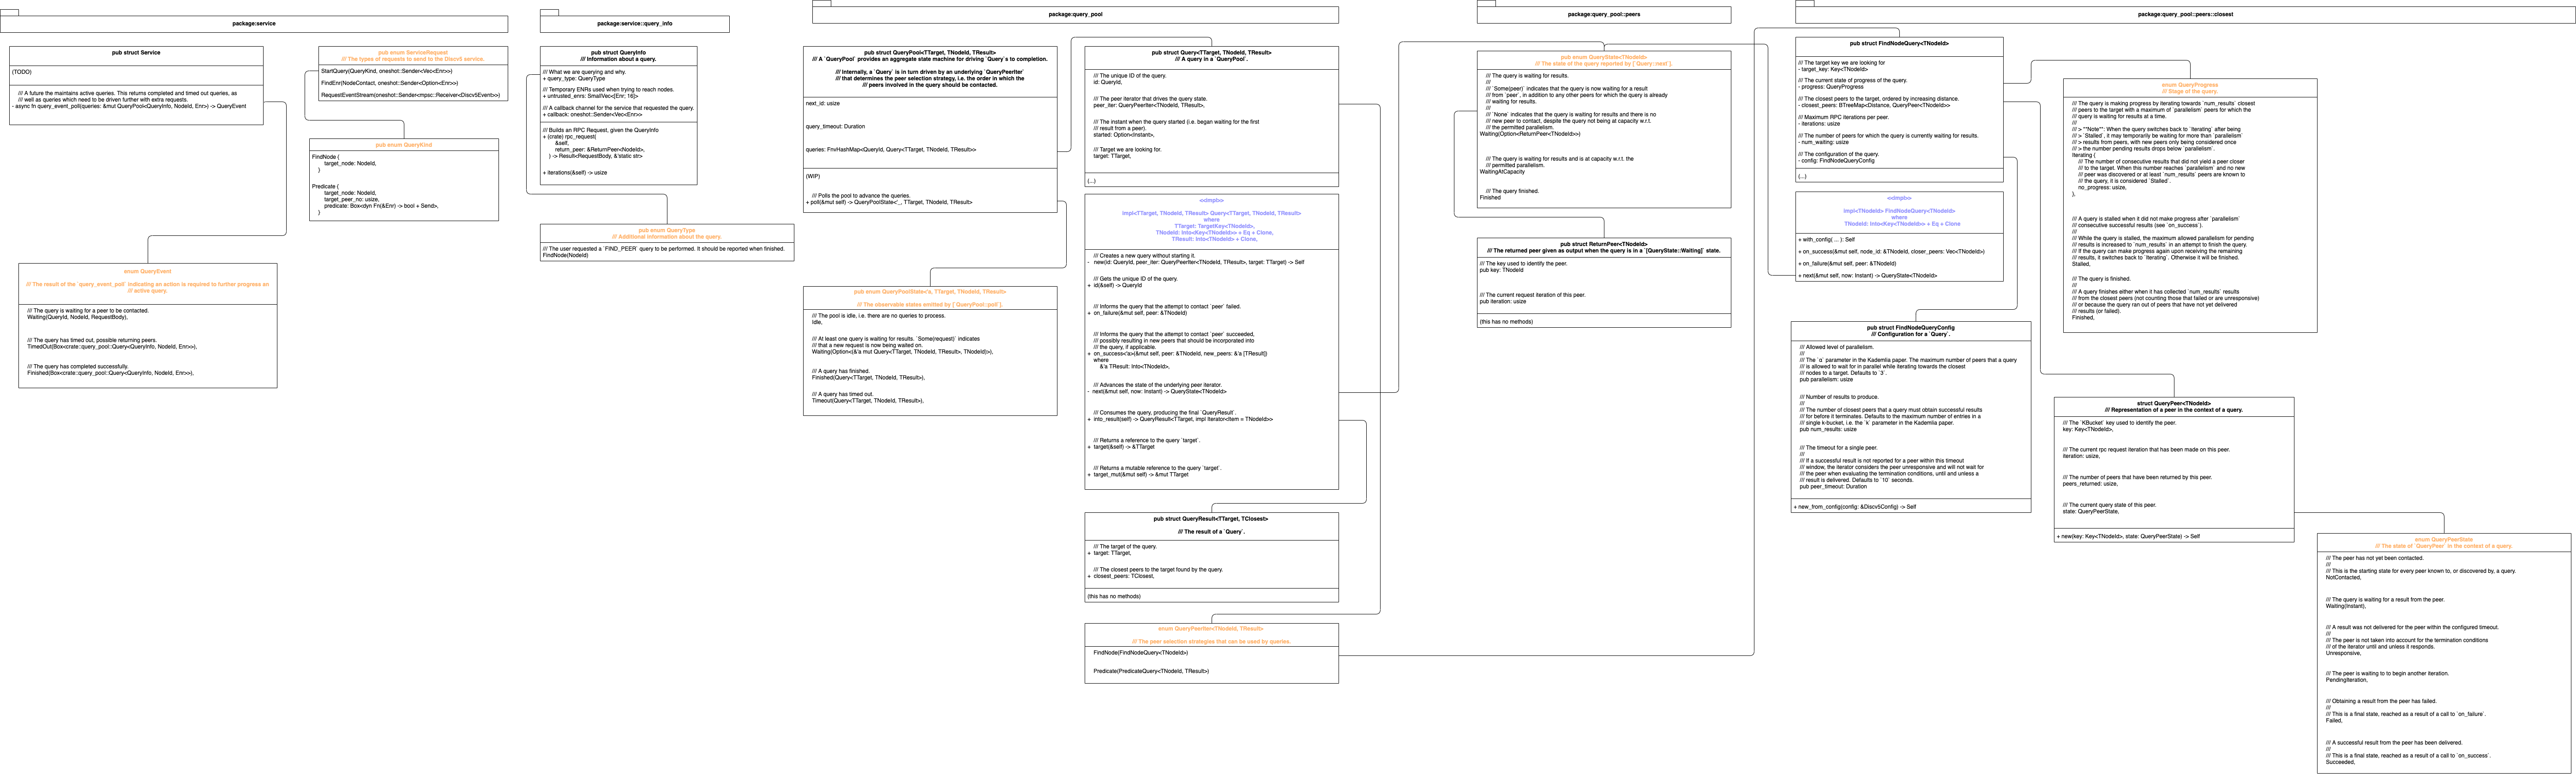 package:service
pub struct Service
(TODO)
/// A future the maintains active queries. This returns completed and timed out queries, as
/// well as queries which need to be driven further with extra requests.
- async fn query_event_poll(queries: &mut QueryPool<QueryInfo, NodeId, Enr>) -> QueryEvent
pub enum ServiceRequest
/// The types of requests to send to the Discv5 service.
StartQuery(QueryKind, oneshot::Sender<Vec<Enr>>)
FindEnr(NodeContact, oneshot::Sender<Option<Enr>>)
RequestEventStream(oneshot::Sender<mpsc::Receiver<Discv5Event>>)
pub enum QueryKind
FindNode {
target_node: NodeId,
}
Predicate {
target_node: NodeId,
target_peer_no: usize,
predicate: Box<dyn Fn(&Enr) -> bool + Send>,
}
enum QueryEvent
/// The result of the `query_event_poll` indicating an action is required to further progress an
/// active query.
/// The query is waiting for a peer to be contacted.
Waiting(QueryId, NodeId, RequestBody),
/// The query has timed out, possible returning peers.
TimedOut(Box<crate::query_pool::Query<QueryInfo, NodeId, Enr>>),
/// The query has completed successfully.
Finished(Box<crate::query_pool::Query<QueryInfo, NodeId, Enr>>),
package:service::query_info
pub struct QueryInfo
/// Information about a query.
/// What we are querying and why.
+ query_type: QueryType
/// Temporary ENRs used when trying to reach nodes.
+ untrusted_enrs: SmallVec<[Enr; 16]>
/// A callback channel for the service that requested the query.
+ callback: oneshot::Sender<Vec<Enr>>
/// Builds an RPC Request, given the QueryInfo
+ (crate) rpc_request(
&self,
return_peer: &ReturnPeer<NodeId>,
) -> Result<RequestBody, &'static str>
+ iterations(&self) -> usize
pub enum QueryType
/// Additional information about the query.
/// The user requested a `FIND_PEER` query to be performed. It should be reported when finished.
FindNode(NodeId)
package:query_pool
pub struct QueryPool<TTarget, TNodeId, TResult>
/// A `QueryPool` provides an aggregate state machine for driving `Query`s to completion.
/// Internally, a `Query` is in turn driven by an underlying `QueryPeerIter`
/// that determines the peer selection strategy, i.e. the order in which the
/// peers involved in the query should be contacted.
next_id: usize
query_timeout: Duration
queries: FnvHashMap<QueryId, Query<TTarget, TNodeId, TResult>>
(WIP)
/// Polls the pool to advance the queries.
+ poll(&mut self) -> QueryPoolState<'_, TTarget, TNodeId, TResult>
pub enum QueryPoolState<'a, TTarget, TNodeId, TResult>
/// The observable states emitted by [`QueryPool::poll`].
/// The pool is idle, i.e. there are no queries to process.
Idle,
/// At least one query is waiting for results. `Some(request)` indicates
/// that a new request is now being waited on.
Waiting(Option<(&'a mut Query<TTarget, TNodeId, TResult>, TNodeId)>),
/// A query has finished.
Finished(Query<TTarget, TNodeId, TResult>),
/// A query has timed out.
Timeout(Query<TTarget, TNodeId, TResult>),
pub struct Query<TTarget, TNodeId, TResult>
/// A query in a `QueryPool`.
/// The unique ID of the query.
id: QueryId,
/// The peer iterator that drives the query state.
peer_iter: QueryPeerIter<TNodeId, TResult>,
/// The instant when the query started (i.e. began waiting for the first
/// result from a peer).
started: Option<Instant>,
/// Target we are looking for.
target: TTarget,
(...)
<<impl>>
impl<TTarget, TNodeId, TResult> Query<TTarget, TNodeId, TResult>
where
TTarget: TargetKey<TNodeId>,
TNodeId: Into<Key<TNodeId>> + Eq + Clone,
TResult: Into<TNodeId> + Clone,
/// Creates a new query without starting it.
- new(id: QueryId, peer_iter: QueryPeerIter<TNodeId, TResult>, target: TTarget) -> Self
/// Gets the unique ID of the query.
+ id(&self) -> QueryId
/// Informs the query that the attempt to contact `peer` failed.
+ on_failure(&mut self, peer: &TNodeId)
/// Informs the query that the attempt to contact `peer` succeeded,
/// possibly resulting in new peers that should be incorporated into
/// the query, if applicable.
+ on_success<'a>(&mut self, peer: &TNodeId, new_peers: &'a [TResult])
where
&'a TResult: Into<TNodeId>,
/// Advances the state of the underlying peer iterator.
- next(&mut self, now: Instant) -> QueryState<TNodeId>
/// Consumes the query, producing the final `QueryResult`.
+ into_result(self) -> QueryResult<TTarget, impl Iterator<Item = TNodeId>>
/// Returns a reference to the query `target`.
+ target(&self) -> &TTarget
/// Returns a mutable reference to the query `target`.
+ target_mut(&mut self) -> &mut TTarget
pub struct QueryResult<TTarget, TClosest>
/// The result of a `Query`.
/// The target of the query.
+ target: TTarget,
/// The closest peers to the target found by the query.
+ closest_peers: TClosest,
(this has no methods)
enum QueryPeerIter<TNodeId, TResult>
/// The peer selection strategies that can be used by queries.
FindNode(FindNodeQuery<TNodeId>)
Predicate(PredicateQuery<TNodeId, TResult>)
package:query_pool::peers
pub enum QueryState<TNodeId>
/// The state of the query reported by [`Query::next`]
/// The query is waiting for results.
///
/// `Some(peer)` indicates that the query is now waiting for a result
/// from `peer`, in addition to any other peers for which the query is already
/// waiting for results.
///
/// `None` indicates that the query is waiting for results and there is no
/// new peer to contact, despite the query not being at capacity w.r.t.
/// the permitted parallelism.
Waiting(Option<ReturnPeer<TNodeId>>)
/// The query is waiting for results and is at capacity w.r.t. the
/// permitted parallelism.
WaitingAtCapacity
/// The query finished.
Finished
pub struct ReturnPeer<TNodeId>
/// The returned peer given as output when the query is in a `[QueryState::Waiting]` state.
/// The key used to identify the peer.
pub key: TNodeId
/// The current request iteration of this peer.
pub iteration: usize
(this has no methods)
package:query_pool::peers::closest
pub struct FindNodeQuery<TNodeId>
/// The target key we are looking for
- target_key: Key<TNodeId>
/// The current state of progress of the query.
- progress: QueryProgress
/// The closest peers to the target, ordered by increasing distance.
- closest_peers: BTreeMap<Distance, QueryPeer<TNodeId>>
/// Maximum RPC iterations per peer.
- iterations: usize
/// The number of peers for which the query is currently waiting for results.
- num_waiting: usize
/// The configuration of the query.
- config: FindNodeQueryConfig
(...)
<<impl>>
impl<TNodeId> FindNodeQuery<TNodeId>
where
TNodeId: Into<Key<TNodeId>> + Eq + Clone
+ with_config( ... ): Self
+ on_success(&mut self, node_id: &TNodeId, closer_peers: Vec<TNodeId>)
+ on_failure(&mut self, peer: &TNodeId)
+ next(&mut self, now: Instant) -> QueryState<TNodeId>
pub struct FindNodeQueryConfig
/// Configuration for a `Query`.
/// Allowed level of parallelism.
///
/// The `α` parameter in the Kademlia paper. The maximum number of peers that a query
/// is allowed to wait for in parallel while iterating towards the closest
/// nodes to a target. Defaults to `3`.
pub parallelism: usize
/// Number of results to produce.
///
/// The number of closest peers that a query must obtain successful results
/// for before it terminates. Defaults to the maximum number of entries in a
/// single k-bucket, i.e. the `k` parameter in the Kademlia paper.
pub num_results: usize
/// The timeout for a single peer.
///
/// If a successful result is not reported for a peer within this timeout
/// window, the iterator considers the peer unresponsive and will not wait for
/// the peer when evaluating the termination conditions, until and unless a
/// result is delivered. Defaults to `10` seconds.
pub peer_timeout: Duration
+ new_from_config(config: &Discv5Config) -> Self
enum QueryProgress
/// Stage of the query.
/// The query is making progress by iterating towards `num_results` closest
/// peers to the target with a maximum of `parallelism` peers for which the
/// query is waiting for results at a time.
///
/// > **Note**: When the query switches back to `Iterating` after being
/// > `Stalled`, it may temporarily be waiting for more than `parallelism`
/// > results from peers, with new peers only being considered once
/// > the number pending results drops below `parallelism`.
Iterating {
/// The number of consecutive results that did not yield a peer closer
/// to the target. When this number reaches `parallelism` and no new
/// peer was discovered or at least `num_results` peers are known to
/// the query, it is considered `Stalled`.
no_progress: usize,
},
/// A query is stalled when it did not make progress after `parallelism`
/// consecutive successful results (see `on_success`).
///
/// While the query is stalled, the maximum allowed parallelism for pending
/// results is increased to `num_results` in an attempt to finish the query.
/// If the query can make progress again upon receiving the remaining
/// results, it switches back to `Iterating`. Otherwise it will be finished.
Stalled,
/// The query is finished.
///
/// A query finishes either when it has collected `num_results` results
/// from the closest peers (not counting those that failed or are unresponsive)
/// or because the query ran out of peers that have not yet delivered
/// results (or failed).
Finished,
struct QueryPeer<TNodeId>
/// Representation of a peer in the context of a query.
/// The `KBucket` key used to identify the peer.
key: Key<TNodeId>,
/// The current rpc request iteration that has been made on this peer.
iteration: usize,
/// The number of peers that have been returned by this peer.
peers_returned: usize,
/// The current query state of this peer.
state: QueryPeerState,
+ new(key: Key<TNodeId>, state: QueryPeerState) -> Self
enum QueryPeerState
/// The state of `QueryPeer` in the context of a query.
/// The peer has not yet been contacted.
///
/// This is the starting state for every peer known to, or discovered by, a query.
NotContacted,
/// The query is waiting for a result from the peer.
Waiting(Instant),
/// A result was not delivered for the peer within the configured timeout.
///
/// The peer is not taken into account for the termination conditions
/// of the iterator until and unless it responds.
Unresponsive,
/// The peer is waiting to to begin another iteration.
PendingIteration,
/// Obtaining a result from the peer has failed.
///
/// This is a final state, reached as a result of a call to `on_failure`.
Failed,
/// A successful result from the peer has been delivered.
///
/// This is a final state, reached as a result of a call to `on_success`.
Succeeded,